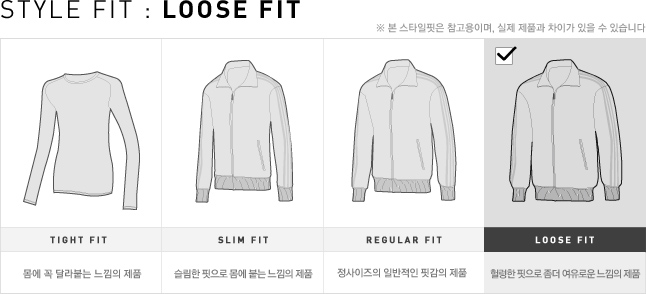 STYLE FIT : LOOSE FIT
※ 본 스타일핏은 참고용이며, 실제 제품과 차이가 있을 수 있습니다
TIGHT FIT
SLIM FIT
REGULAR FIT
LOOSE FIT
몸에 꼭 달라붙는 느낌의 제품
슬림한 핏으로 몸에 붙는 느낌의 제품
정사이즈의 일반적인 핏감의 제품
헐렁한 핏으로 좀더 여유로운 느낌의 제품